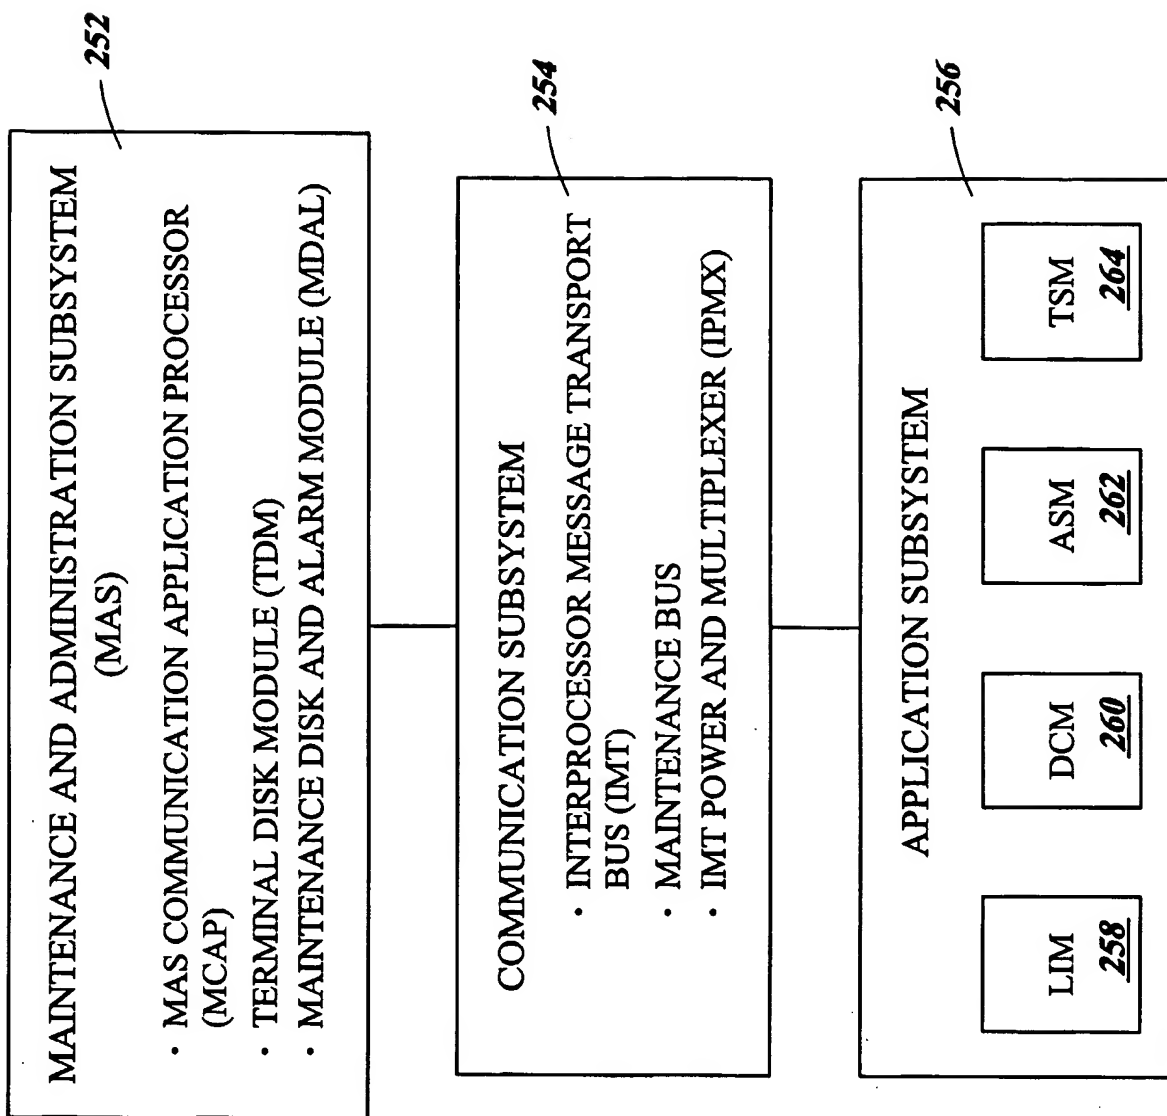 MAINTENANCE AND ADMINISTRATION SUBSYSTEM
(MAS)
• MAS COMMUNICATION APPLICATION PROCESSOR
(MCAP)
• TERMINAL DISK MODULE (TDM)
• MAINTENANCE DISK AND ALARM MODULE (MDAL)
252
COMMUNICATION SUBSYSTEM
• INTERPROCESSOR MESSAGE TRANSPORT
BUS (IMT)
• MAINTENANCE BUS
• IMT POWER AND MULTIPLEXER (IPMX)
254
APPLICATION SUBSYSTEM
256
LIM
258
DCM
260
ASM
262
TSM
264